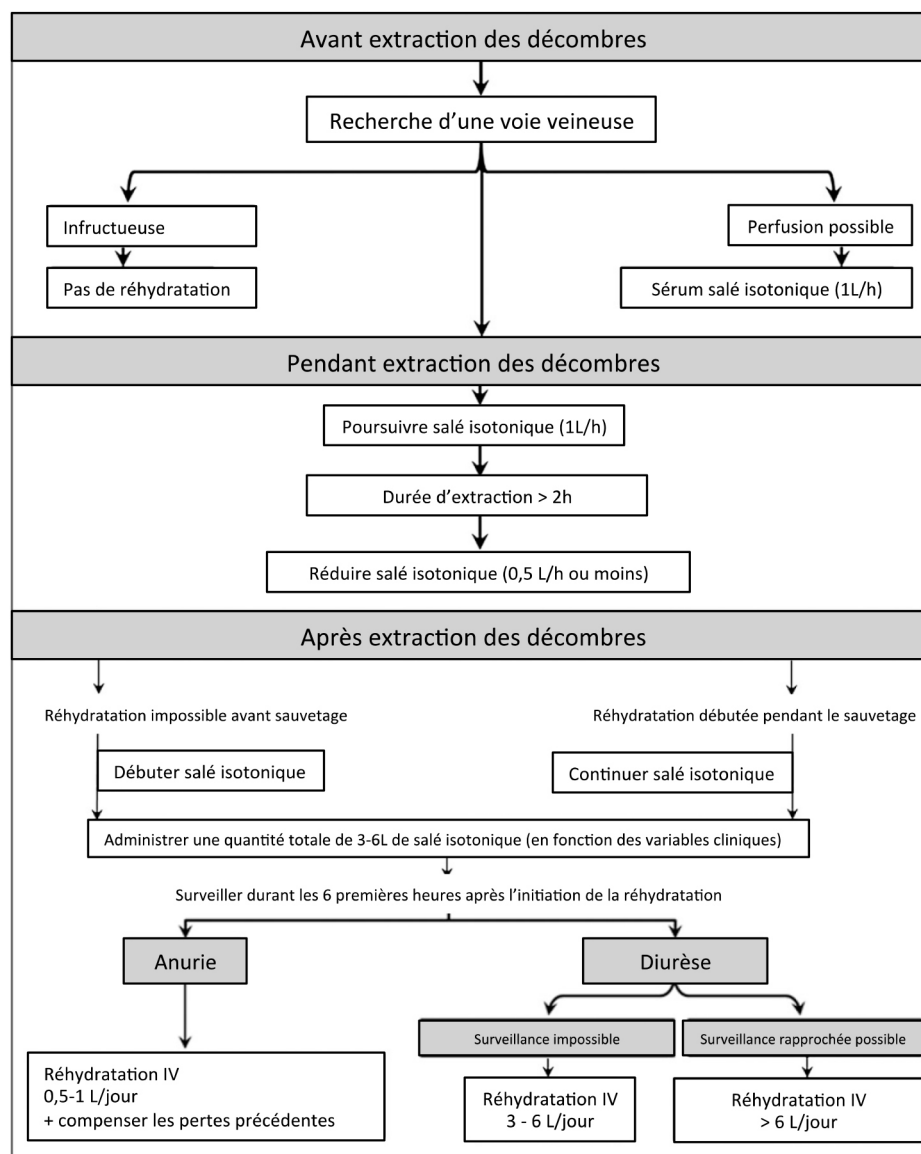 Avant extraction des décombres
Recherche d’une voie veineuse
Infructueuse
Perfusion possible
Pas de réhydratation
Sérum salé isotonique (1L/h)
Pendant extraction des décombres
Poursuivre salé isotonique (1L/h)
Durée d’extraction > 2h
Réduire salé isotonique (0,5 L/h ou moins)
Après extraction des décombres
Réhydratation impossible avant sauvetage
Réhydratation débutée pendant le sauvetage
Débuter salé isotonique
Continuer salé isotonique
Administrer une quantité totale de 3-6L de salé isotonique (en fonction des variables cliniques)
Surveiller durant les 6 premières heures après l’initiation de la réhydratation
Anurie
Diurèse
Surveillance impossible
Surveillance rapprochée possible
Réhydratation IV
0,5-1 L/jour
+ compenser les pertes précédentes
Réhydratation IV
3 - 6 L/jour
Réhydratation IV
> 6 L/jour